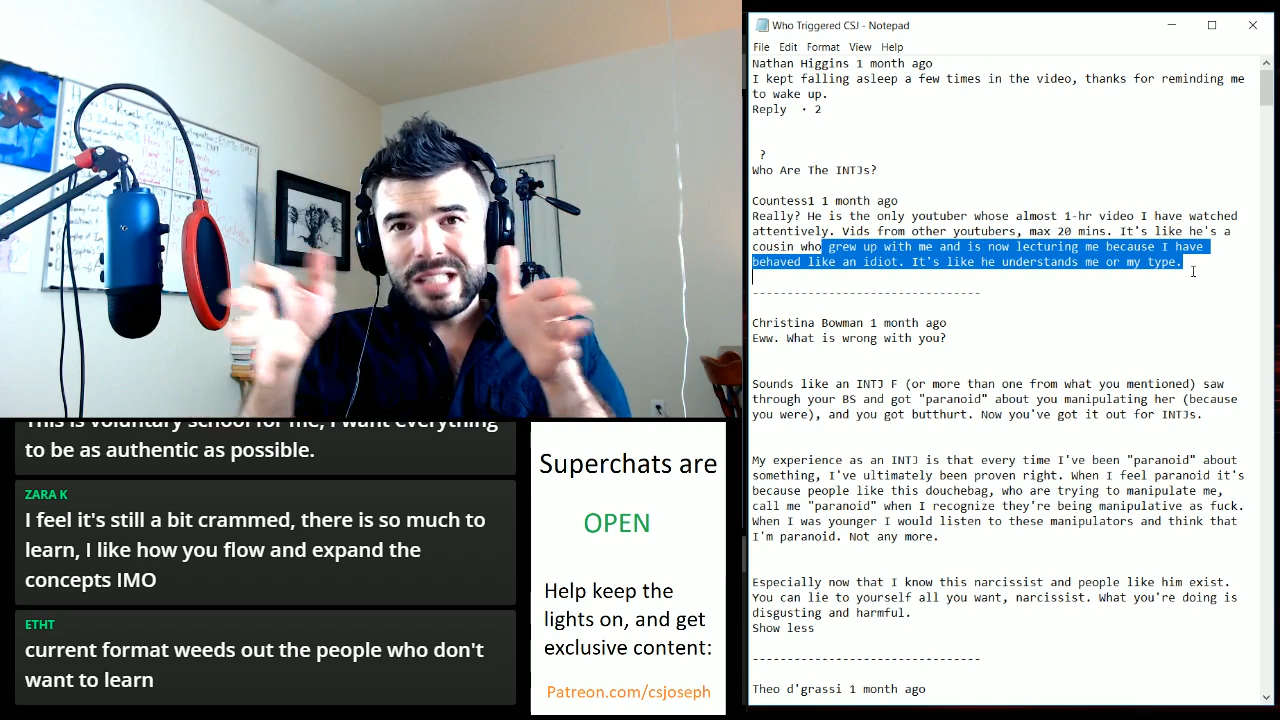 Who Triggered CSJ - Notepad
File Edit Format View Help
Nathan Higgins 1 month ago
I kept falling asleep a few times in the video, thanks for reminding me
to wake up.
Reply · 2
?
Who Are The INTJs?
Countess1 1 month ago
Really? He is the only youtuber whose almost 1-hr video I have watched
attentively. Vids from other youtubers, max 20 mins. It's like he's a
cousin who grew up with me and is now lecturing me because I have
behaved like an idiot. It's like he understands me or my type.
-------------------------------
Christina Bowman 1 month ago
Eww. What is wrong with you?
Sounds like an INTJ F (or more than one from what you mentioned) saw
through your BS and got "paranoid" about you manipulating her (because
you were), and you got butthurt. Now you've got it out for INTJs.
My experience as an INTJ is that every time I've been "paranoid" about
something, I've ultimately been proven right. When I feel paranoid it's
because people like this douchebag, who are trying to manipulate me,
call me "paranoid" when I recognize they're being manipulative as fuck.
When I was younger I would listen to these manipulators and think that
I'm paranoid. Not any more.
Especially now that I know this narcissist and people like him exist.
You can lie to yourself all you want, narcissist. What you're doing is
disgusting and harmful.
Show less
-------------------------------
Theo d'grassi 1 month ago
This is voluntary school for me, I want everything
to be as authentic as possible.
ZARA K
I feel it's still a bit crammed, there is so much to
learn, I like how you flow and expand the
concepts IMO
ETHT
current format weeds out the people who don't
want to learn
Superchats are
OPEN
Help keep the
lights on, and get
exclusive content:
Patreon.com/csjoseph